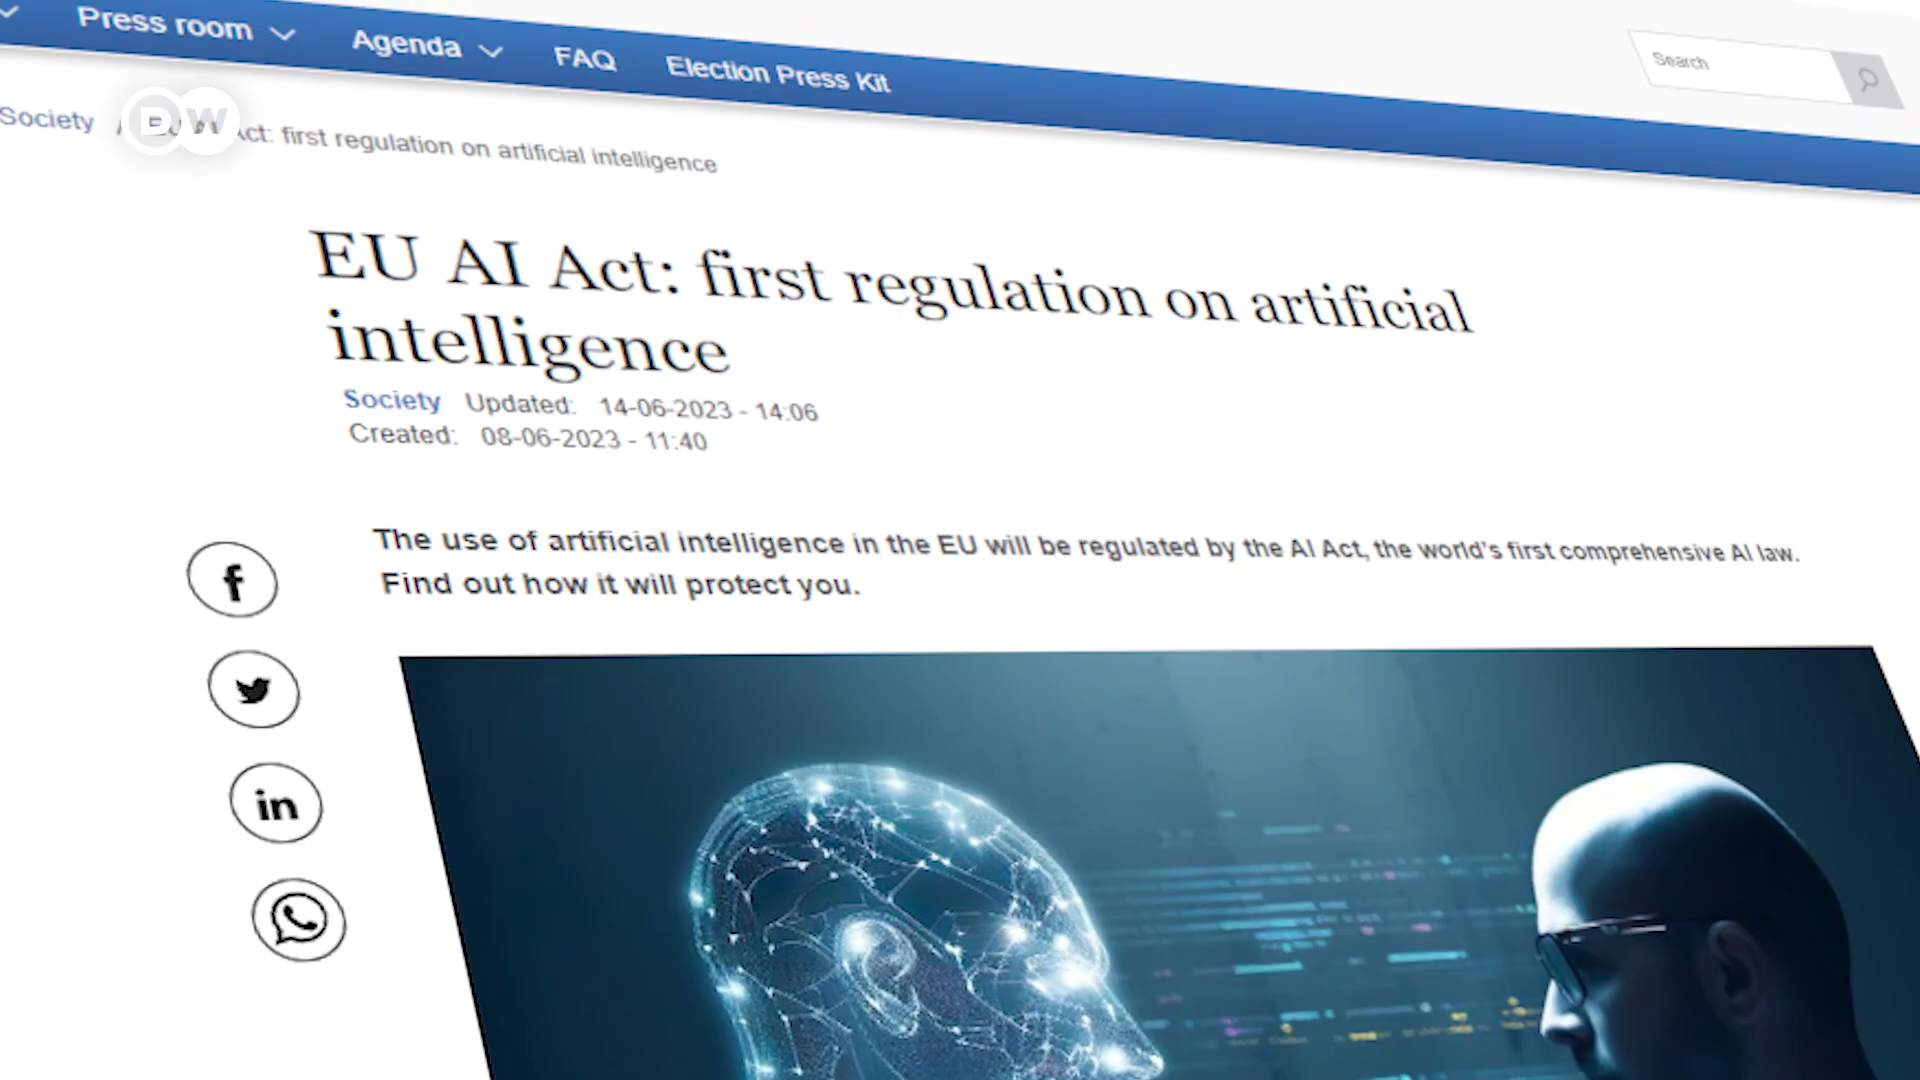 Press room
Agenda
FAQ
Election Press Kit
Search
Society
DW
Act: first regulation on artificial intelligence
EU AI Act: first regulation on artificial
intelligence
Society Updated: 14-06-2023 - 14:06
Created: 08-06-2023 - 11:40
The use of artificial intelligence in the EU will be regulated by the AI Act, the world's first comprehensive AI law.
Find out how it will protect you.
f
in